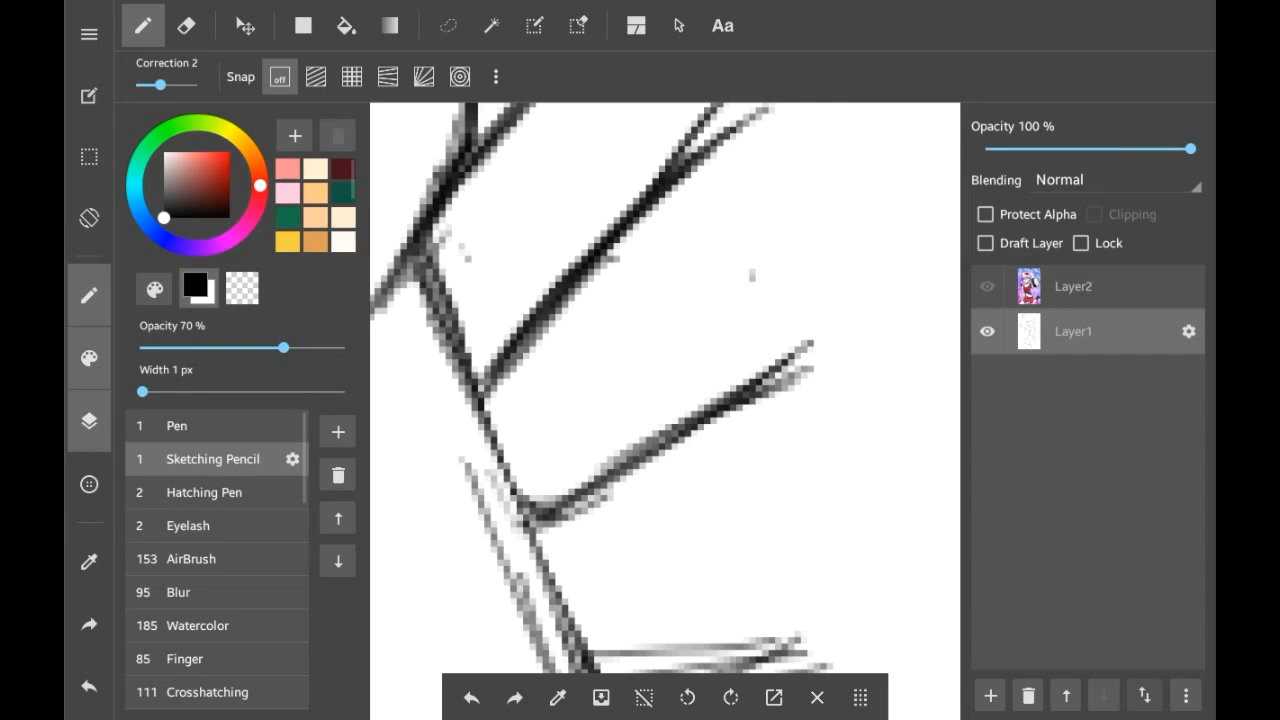 Aa
Correction 2
Snap
off
Opacity 100 %
Blending Normal
Protect Alpha
Clipping
Draft Layer
Lock
Layer2
Layer1
Opacity 70 %
Width 1 px
1 Pen
1 Sketching Pencil
2 Hatching Pen
2 Eyelash
153 AirBrush
95 Blur
185 Watercolor
85 Finger
111 Crosshatching